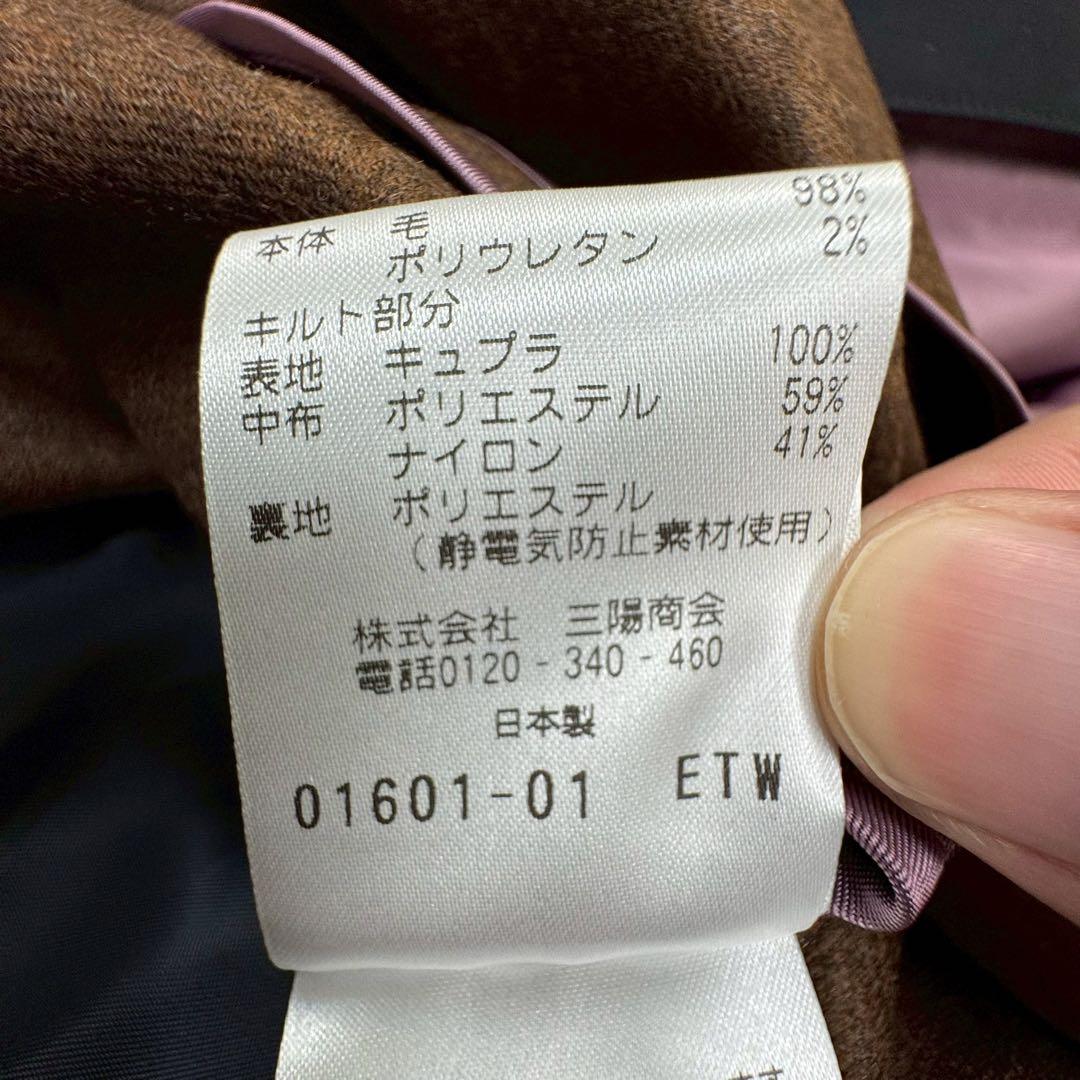 本体 毛 98%
ポリウレタン 2%
キルト部分
表地 キュプラ 100%
中布 ポリエステル 59%
ナイロン 41%
裏地 ポリエステル
(静電気防止素材使用)
株式会社 三陽商会
電話0120-340-460
日本製
01601-01 ETW